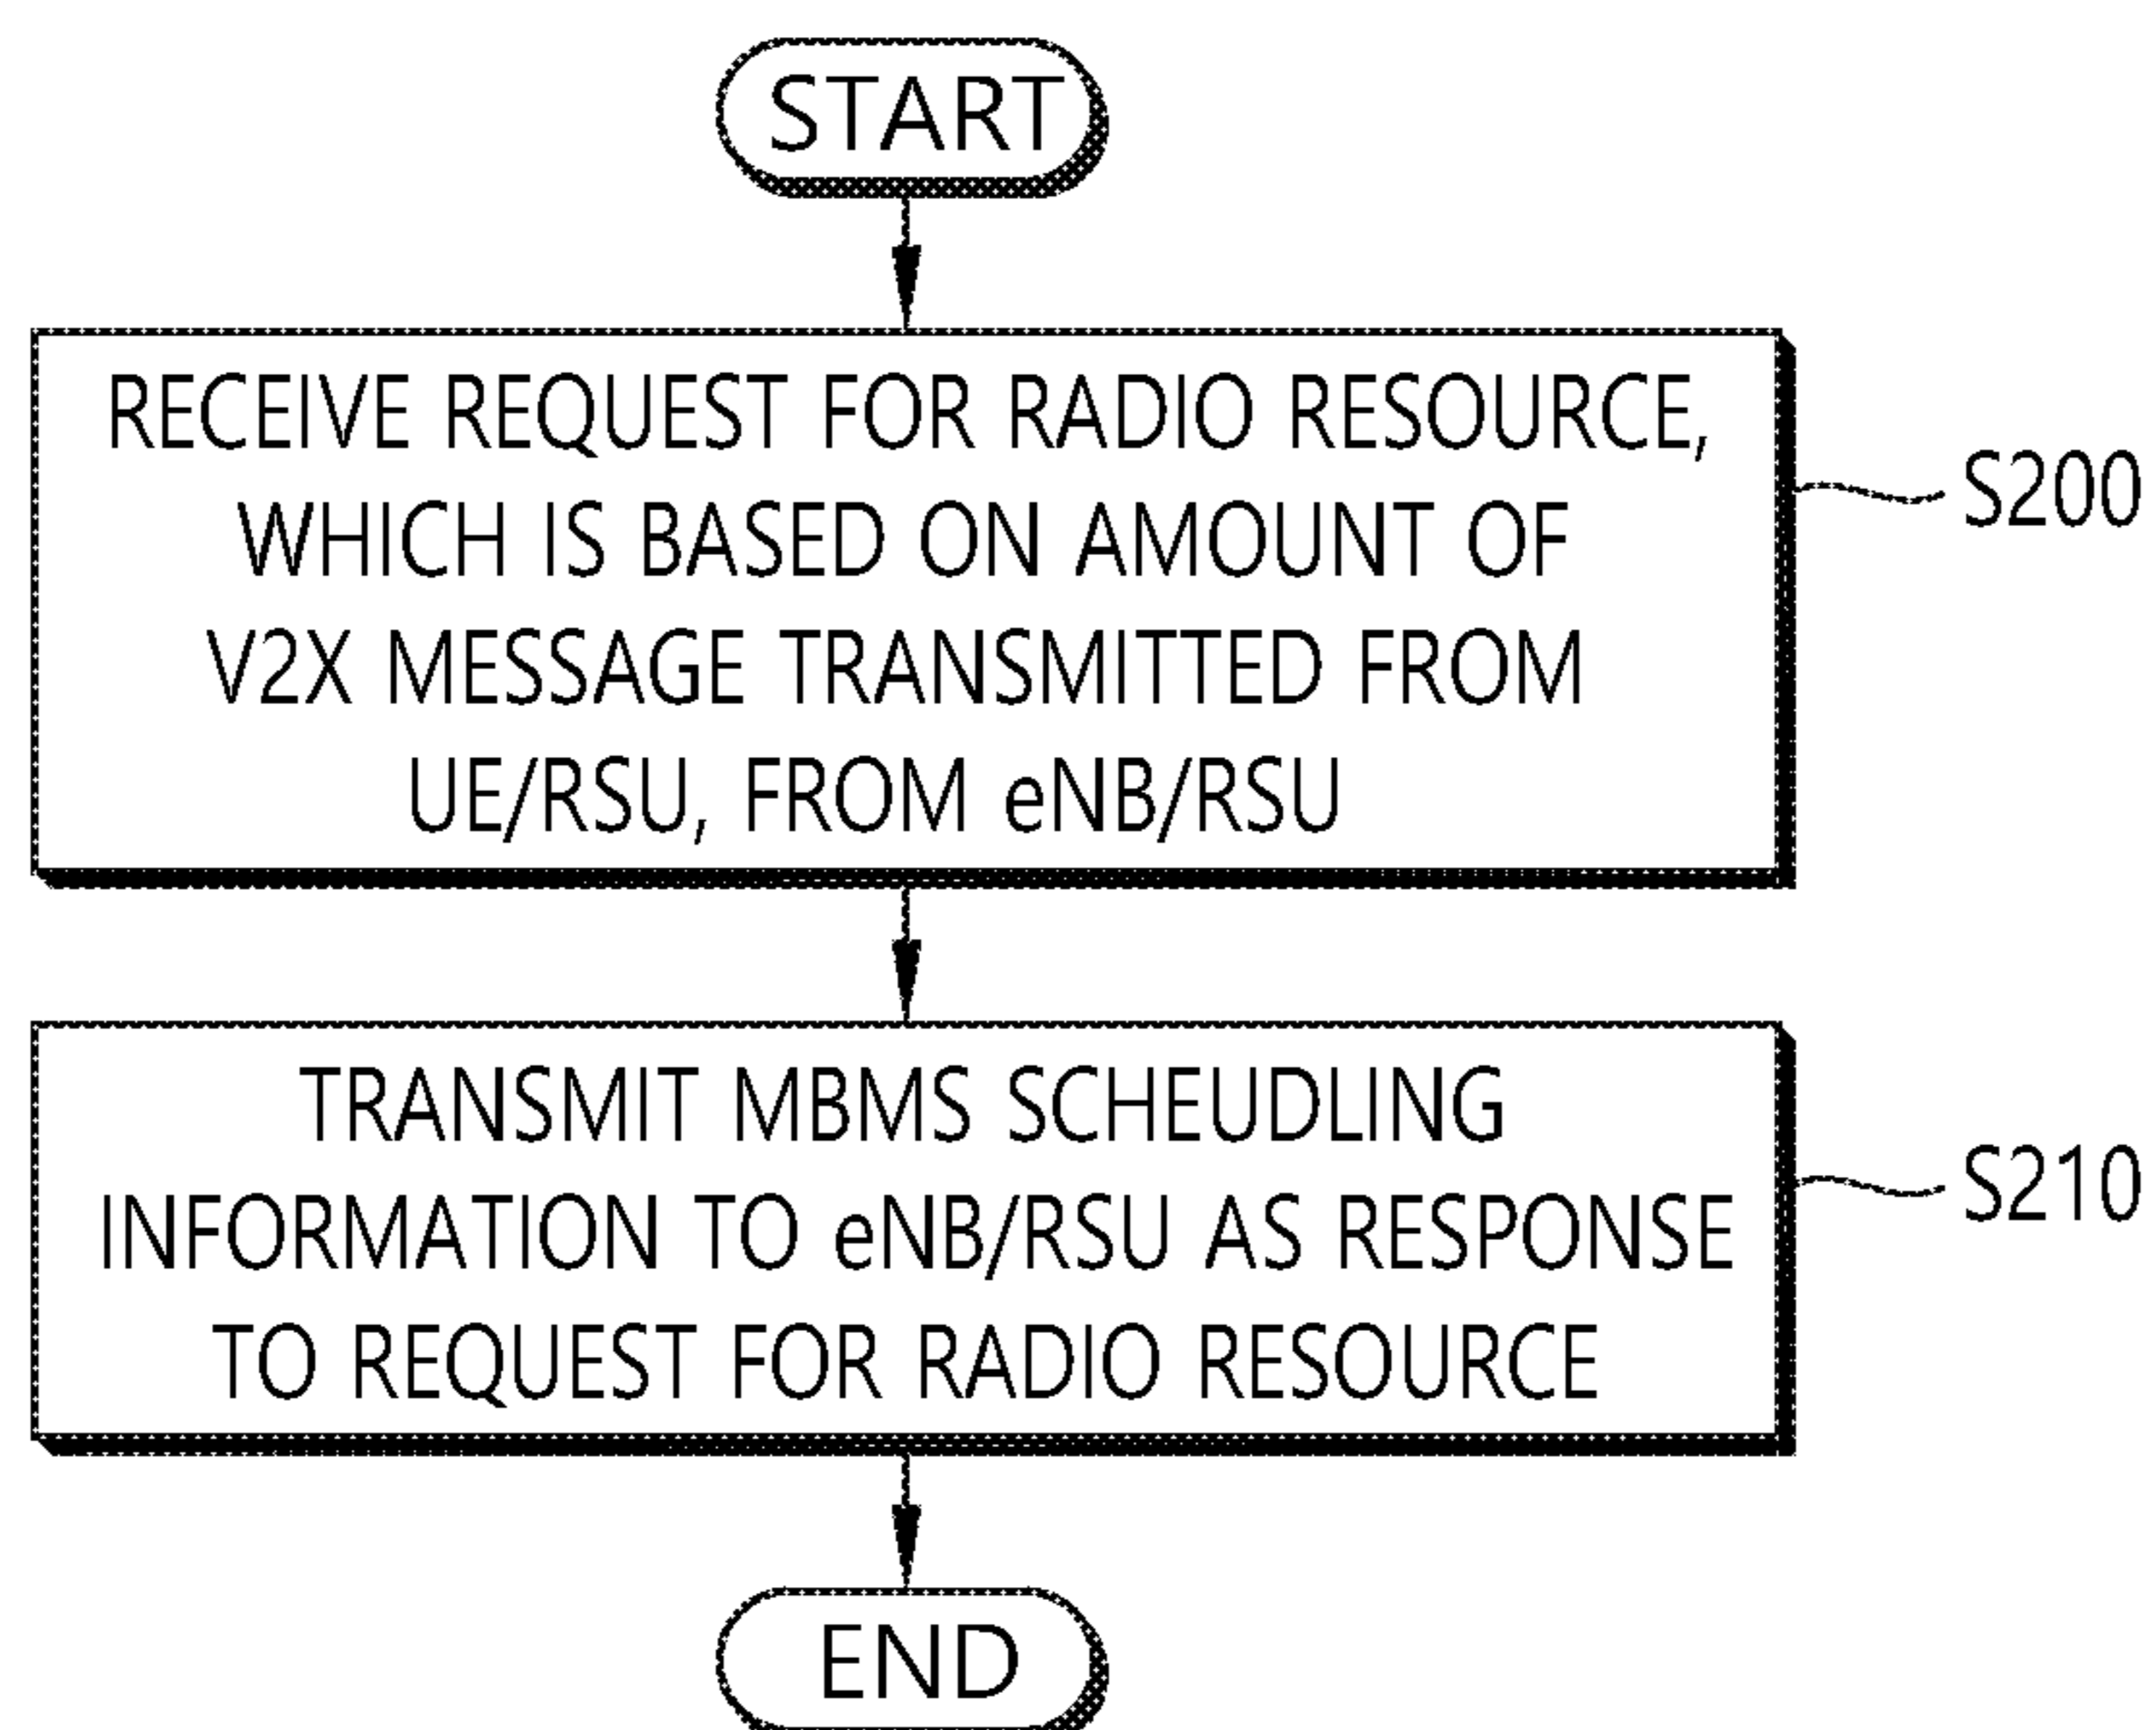 START
RECEIVE REQUEST FOR RADIO RESOURCE,
WHICH IS BASED ON AMOUNT OF
V2X MESSAGE TRANSMITTED FROM
UE/RSU, FROM eNB/RSU
S200
TRANSMIT MBMS SCHEUDLING
INFORMATION TO eNB/RSU AS RESPONSE
TO REQUEST FOR RADIO RESOURCE
S210
END